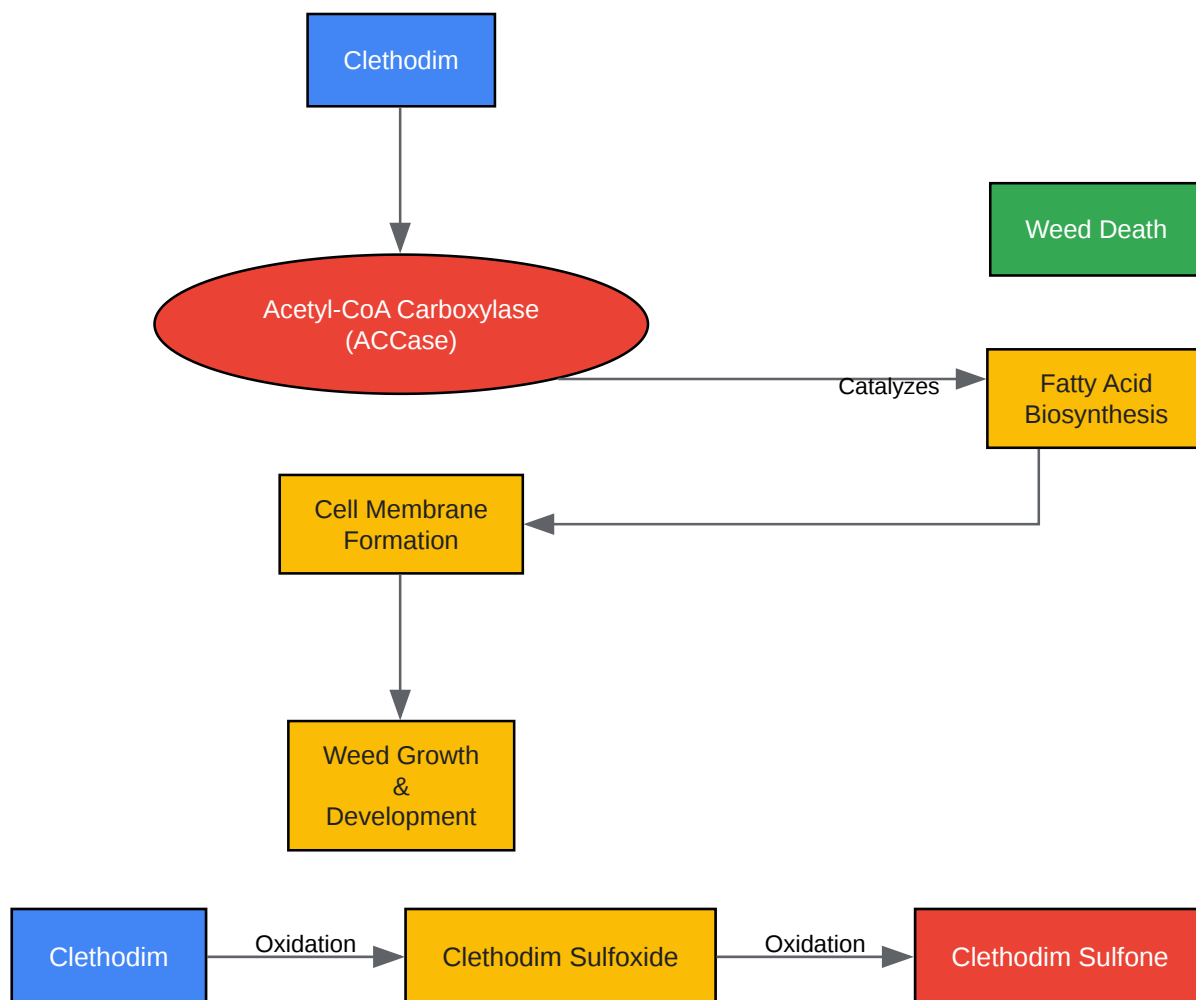 Clethodim
Weed Death
Acetyl-CoA Carboxylase
(ACCase)
Catalyzes
Fatty Acid
Biosynthesis
Cell Membrane
Formation
Weed Growth
&
Development
Clethodim
Oxidation
Clethodim Sulfoxide
Oxidation
Clethodim Sulfone